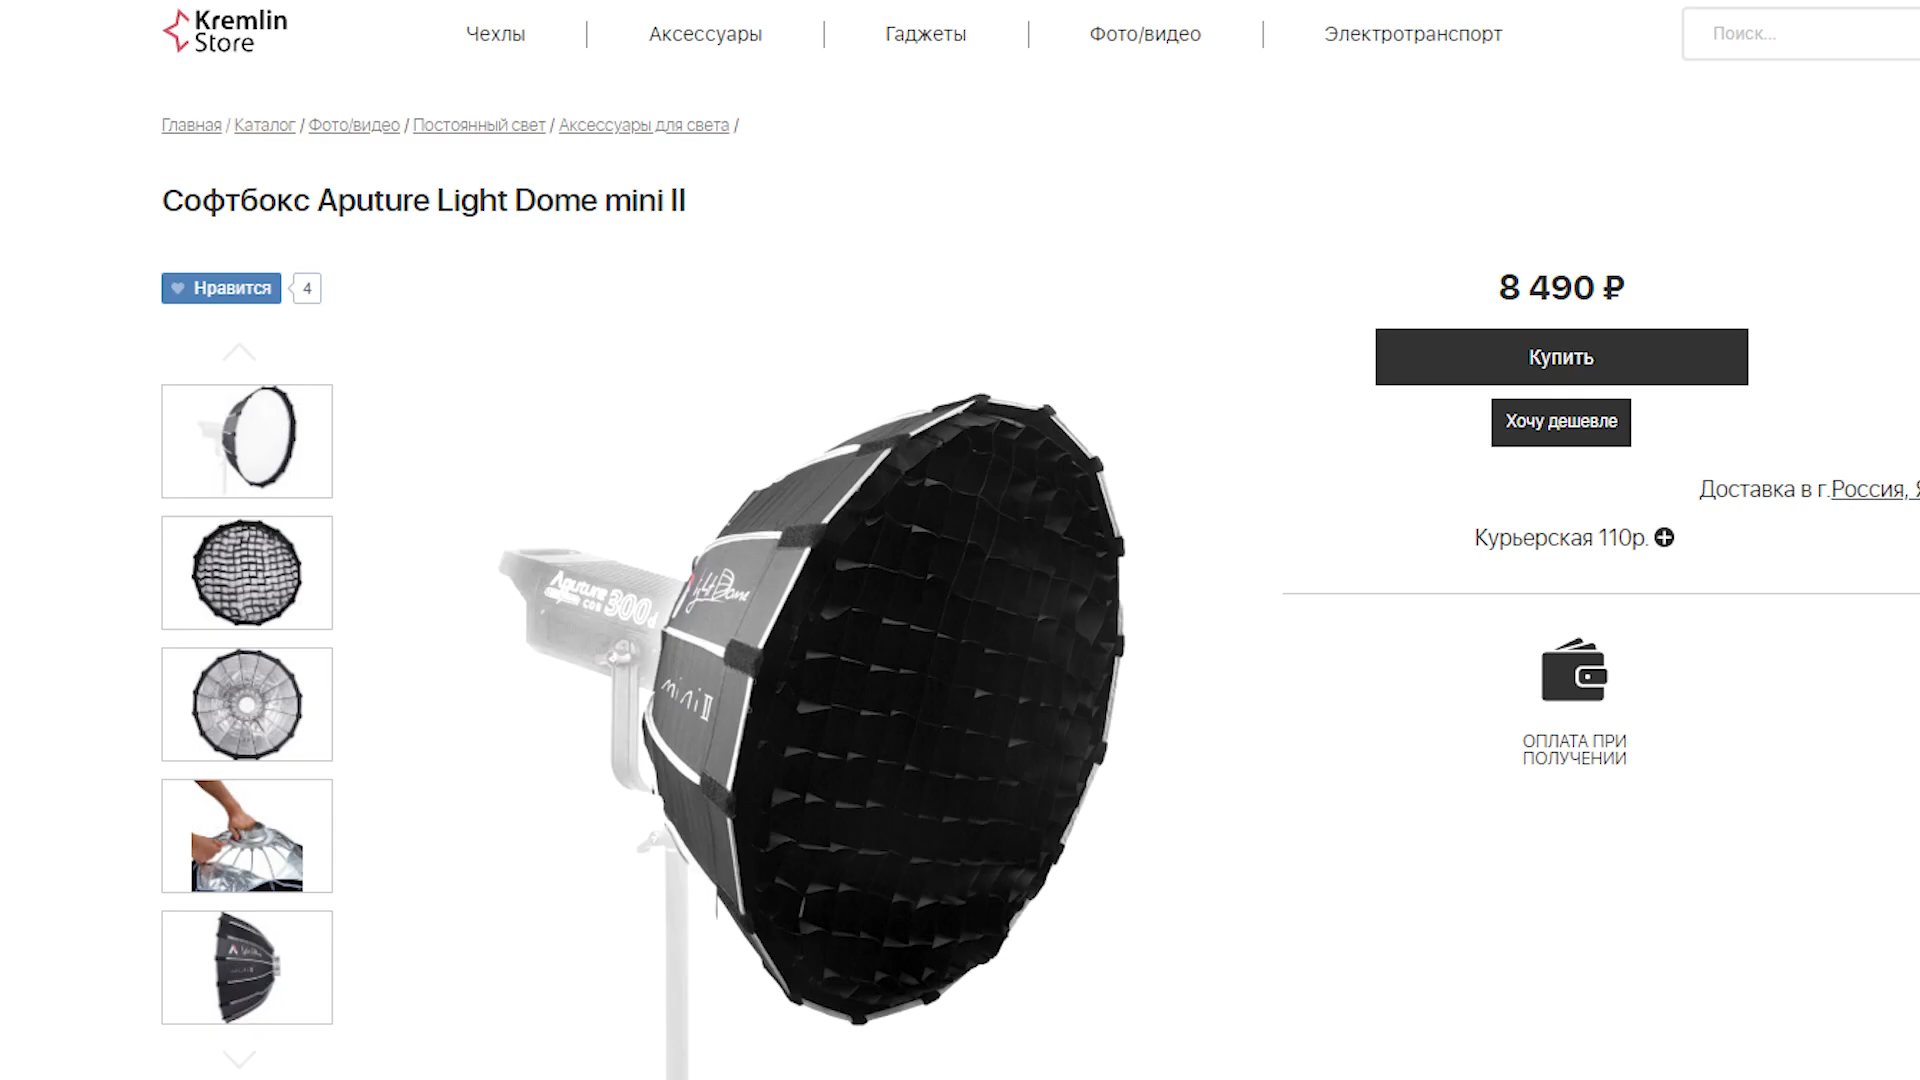 Kremlin
Store
Чехлы
Аксессуары
Гаджеты
Фото/видео
Электротранспорт
Поиск...
Главная / Каталог / Фото/видео / Постоянный свет / Аксессуары для света /
Софтбокс Aputure Light Dome mini II
Нравится
4
8 490 ₽
Купить
Хочу дешевле
Доставка в г.Россия,
Курьерская 110р.
ОПЛАТА ПРИ
ПОЛУЧЕНИИ
Aputure
COB 300d
Light Dome
mini II